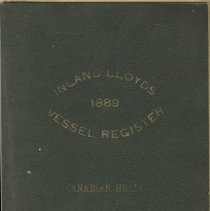 INLAND LLOYDS
1889
VESSEL REGISTER
CANADIAN HULLS